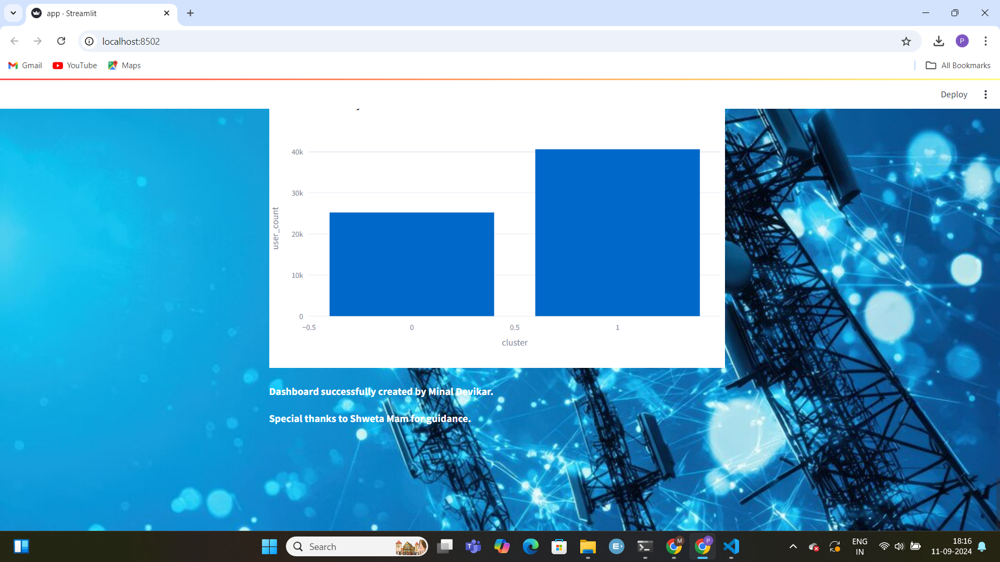 app · Streamlit
localhost:8502
P
Gmail
YouTube
Maps
All Bookmarks
Deploy
40k
30k
20k
10k
0
user_count
−0.5
0
0.5
1
cluster
Dashboard successfully created by Minal Devikar.
Special thanks to Shweta Mam for guidance.
Search
M
P
ENG
IN
18:16
11-09-2024